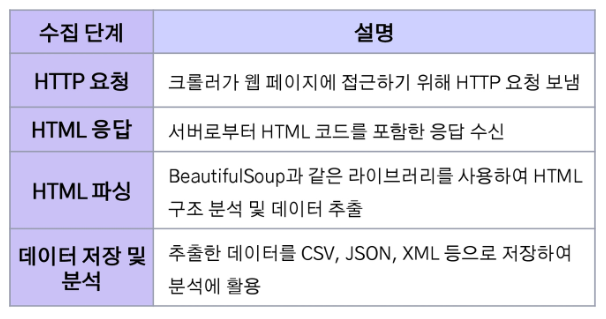 수집 단계 설명
HTTP 요청 크롤러가 웹 페이지에 접근하기 위해 HTTP 요청 보냄
HTML 응답 서버로부터 HTML 코드를 포함한 응답 수신
HTML 파싱
BeautifulSoup과 같은 라이브러리를 사용하여 HTML
구조 분석 및 데이터 추출
데이터 저장 및
분석
추출한 데이터를 CSV, JSON, XML 등으로 저장하여
분석에 활용